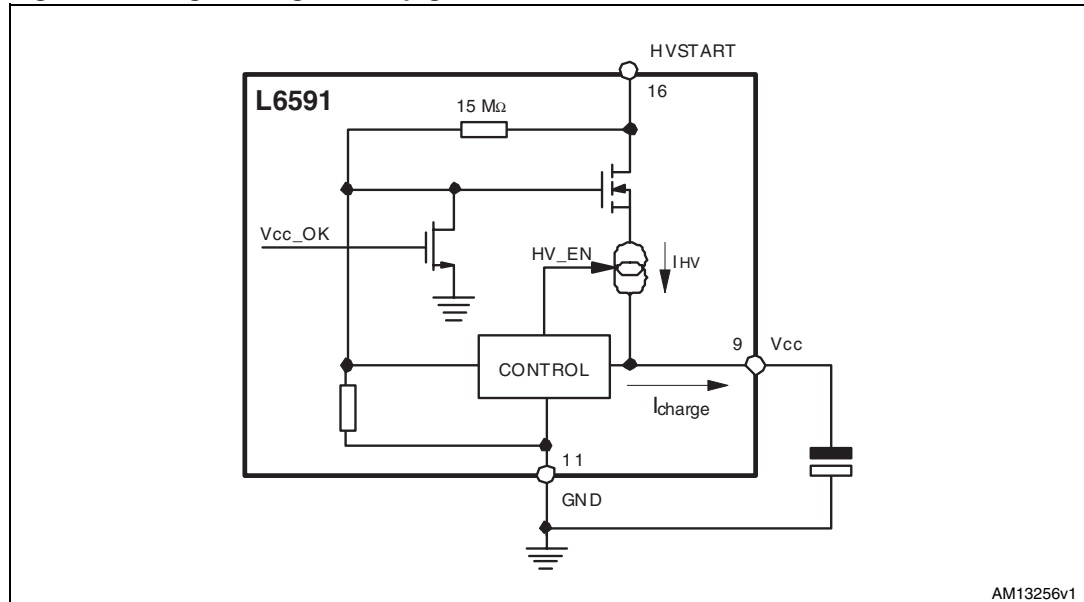 HVSTART
16
L6591
15 MΩ
Vcc_OK
HV_EN
IHV
9
Vcc
CONTROL
Icharge
11
GND
AM13256v1